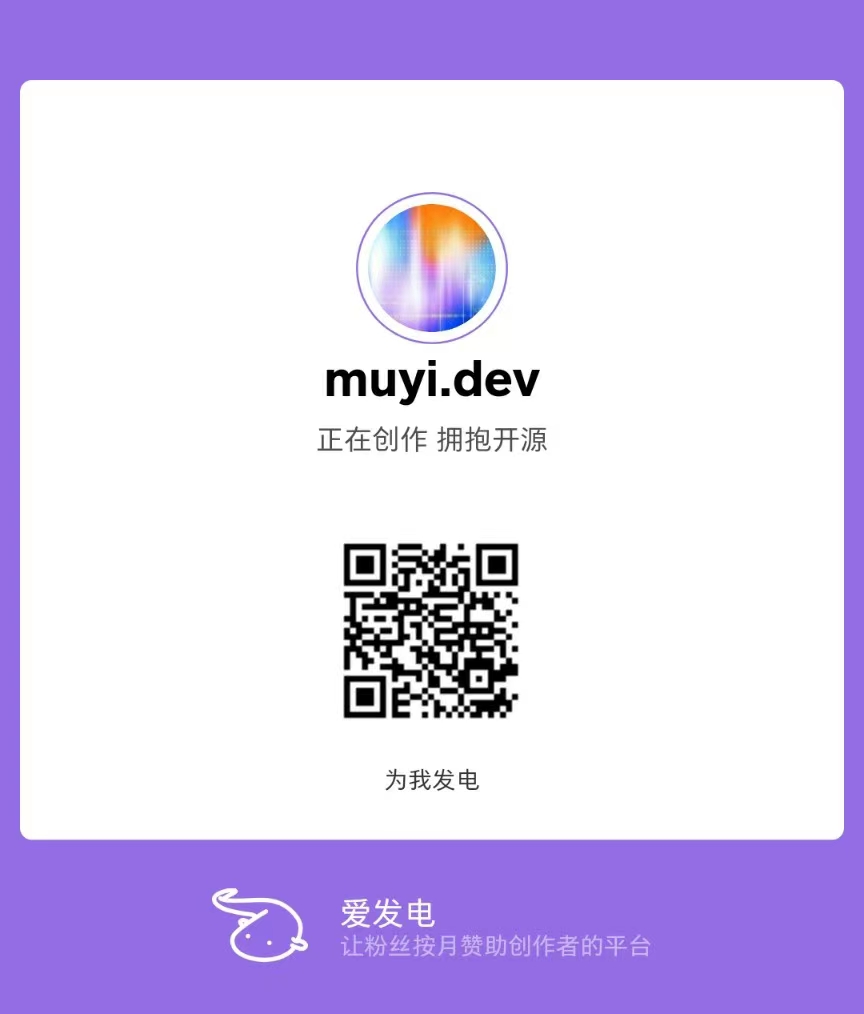 muyi.dev
正在创作 拥抱开源
为我发电
爱发电
让粉丝按月赞助创作者的平台